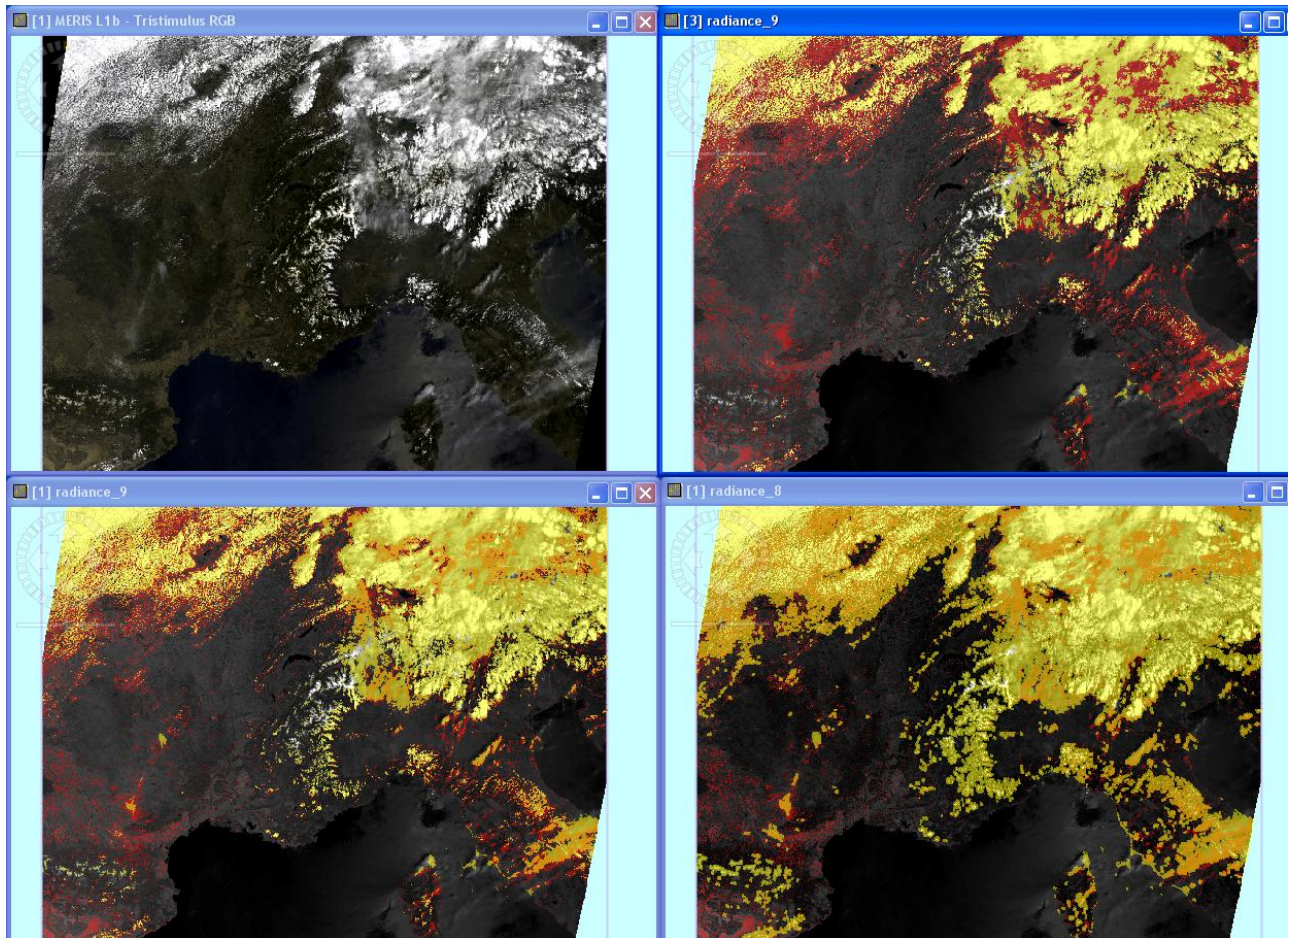 [1] MERIS L1b - Tristimulus RGB
[3] radiance_9
[1] radiance_9
[1] radiance_8